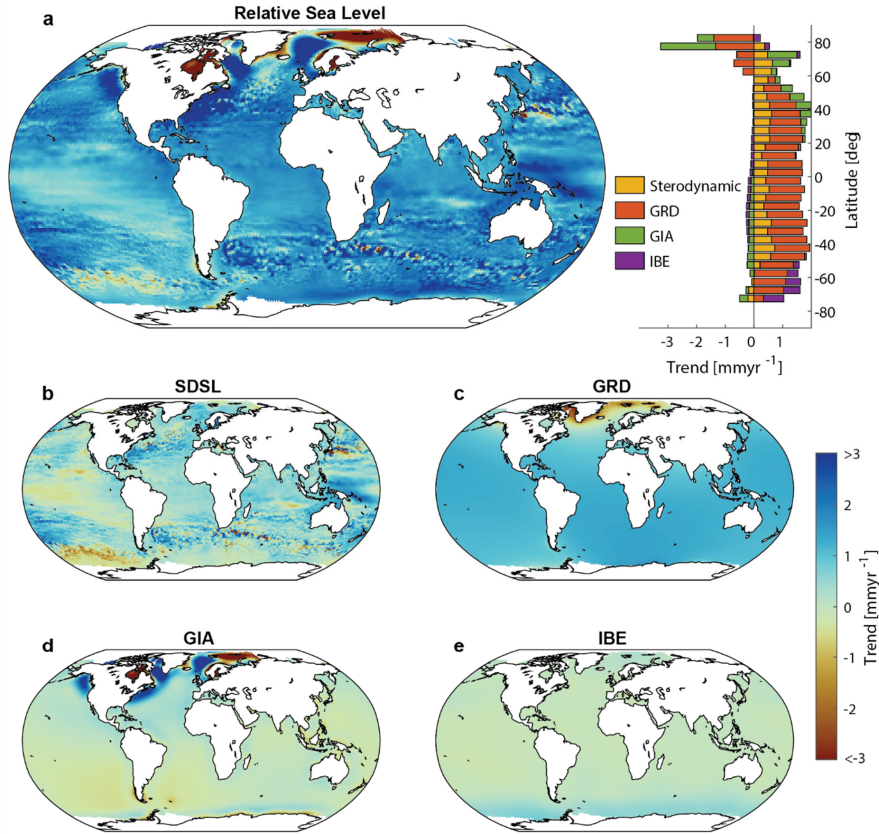 a
Relative Sea Level
80
60
40
20
0
-20
-40
-60
-80
Latitude [deg]
Sterodynamic
GRD
GIA
IBE
-3 -2 -1 0 1
Trend [mmyr -1]
b
SDSL
c
GRD
d
GIA
e
IBE
>3
2
1
0
-1
-2
<-3
Trend [mmyr -1]